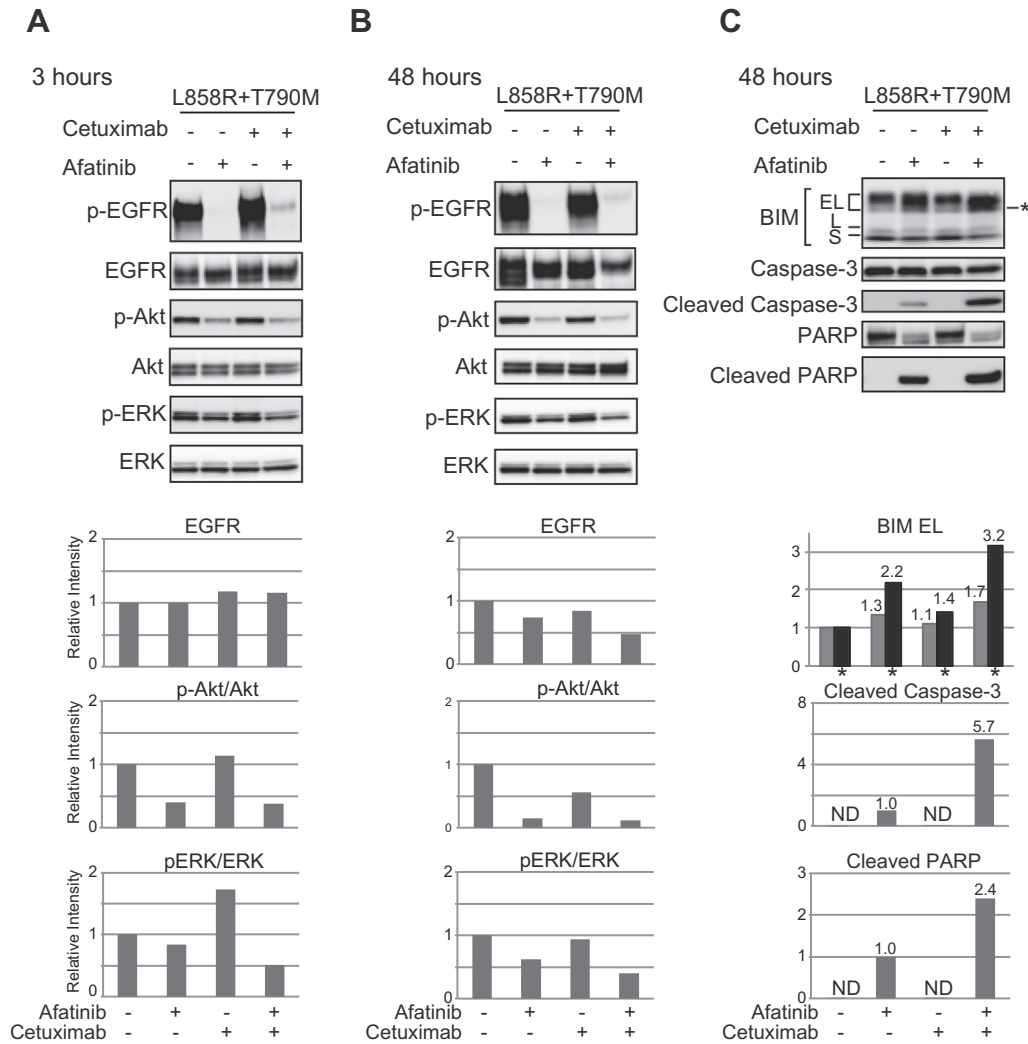 A
3 hours
L858R+T790M
Cetuximab - - + +
Afatinib - + - +
p-EGFR
EGFR
p-Akt
Akt
p-ERK
ERK
EGFR
Relative Intensity
2
1
0
p-Akt/Akt
Relative Intensity
2
1
0
pERK/ERK
Relative Intensity
2
1
0
Afatinib - + - +
Cetuximab - - + +
B
48 hours
L858R+T790M
Cetuximab - - + +
Afatinib - + - +
p-EGFR
EGFR
p-Akt
Akt
p-ERK
ERK
EGFR
2
1
0
p-Akt/Akt
2
1
0
pERK/ERK
2
1
0
Afatinib - + - +
Cetuximab - - + +
C
48 hours
L858R+T790M
Cetuximab - - + +
Afatinib - + - +
BIM
EL
L
S
*
Caspase-3
Cleaved Caspase-3
PARP
Cleaved PARP
BIM EL
3
2
1
0
1.3 2.2 1.1 1.4 1.7 3.2
* * * *
Cleaved Caspase-3
8
4
0
ND 1.0 ND 5.7
Cleaved PARP
3
2
1
0
ND 1.0 ND 2.4
Afatinib - + - +
Cetuximab - - + +